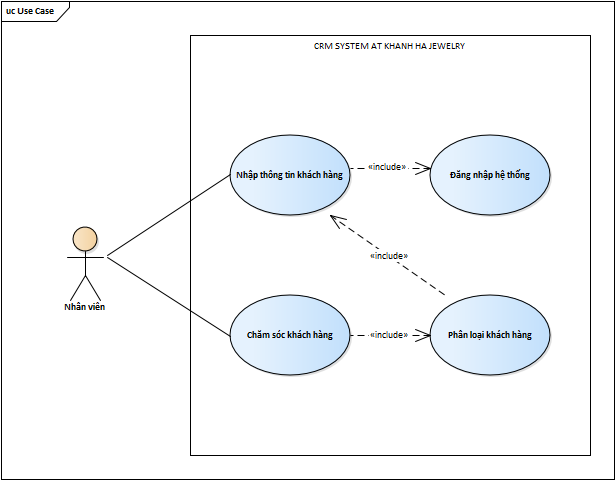 uc Use Case
CRM SYSTEM AT KHANH HA JEWELRY
Nhập thông tin khách hàng
«include»
Đăng nhập hệ thống
«include»
Nhân viên
Chăm sóc khách hàng
«include»
Phân loại khách hàng